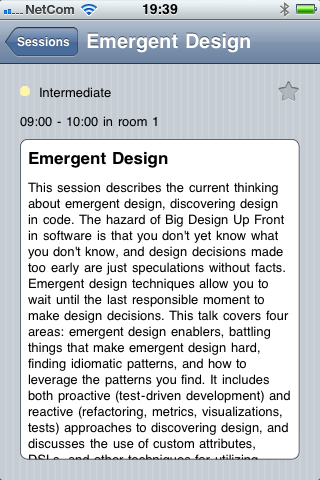 NetCom 19:39
Sessions Emergent Design
Intermediate
09:00 - 10:00 in room 1
Emergent Design
This session describes the current thinking
about emergent design, discovering design
in code. The hazard of Big Design Up Front
in software is that you don't yet know what
you don't know, and design decisions made
too early are just speculations without facts.
Emergent design techniques allow you to
wait until the last responsible moment to
make design decisions. This talk covers four
areas: emergent design enablers, battling
things that make emergent design hard,
finding idiomatic patterns, and how to
leverage the patterns you find. It includes
both proactive (test-driven development) and
reactive (refactoring, metrics, visualizations,
tests) approaches to discovering design, and
discusses the use of custom attributes,
DSLs, and other techniques for utilizing